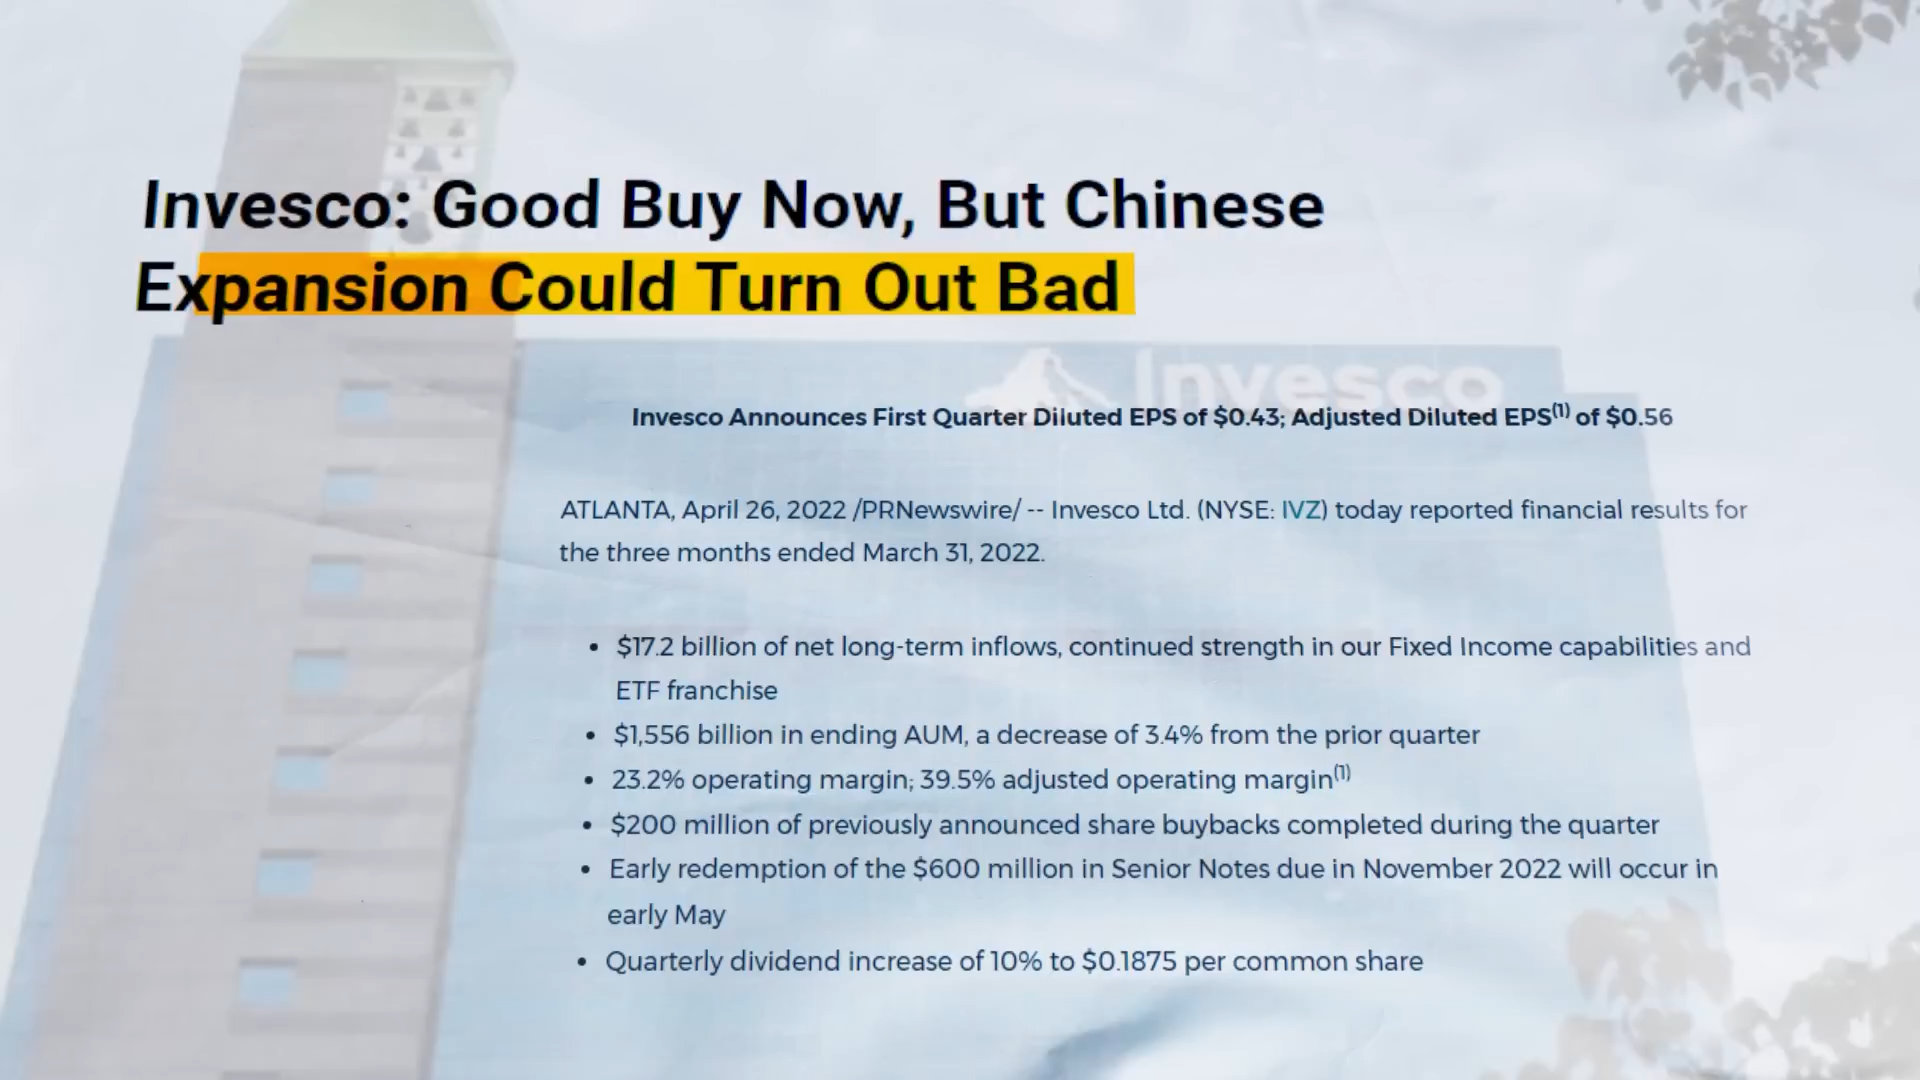 Invesco: Good Buy Now, But Chinese
Expansion Could Turn Out Bad
Invesco
Invesco Announces First Quarter Diluted EPS of $0.43; Adjusted Diluted EPS(1) of $0.56
ATLANTA, April 26, 2022 /PRNewswire/ -- Invesco Ltd. (NYSE: IVZ) today reported financial results for
the three months ended March 31, 2022.
• $17.2 billion of net long-term inflows, continued strength in our Fixed Income capabilities and
ETF franchise
• $1,556 billion in ending AUM, a decrease of 3.4% from the prior quarter
• 23.2% operating margin; 39.5% adjusted operating margin(1)
• $200 million of previously announced share buybacks completed during the quarter
• Early redemption of the $600 million in Senior Notes due in November 2022 will occur in
early May
• Quarterly dividend increase of 10% to $0.1875 per common share